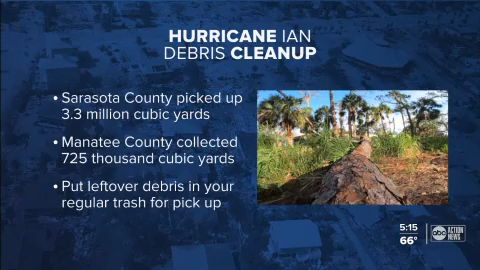 HURRICANE IAN
DEBRIS CLEANUP
• Sarasota County picked up
3.3 million cubic yards
• Manatee County collected
725 thousand cubic yards
• Put leftover debris in your
regular trash for pick up
5:15
66°
abc
ACTION
NEWS